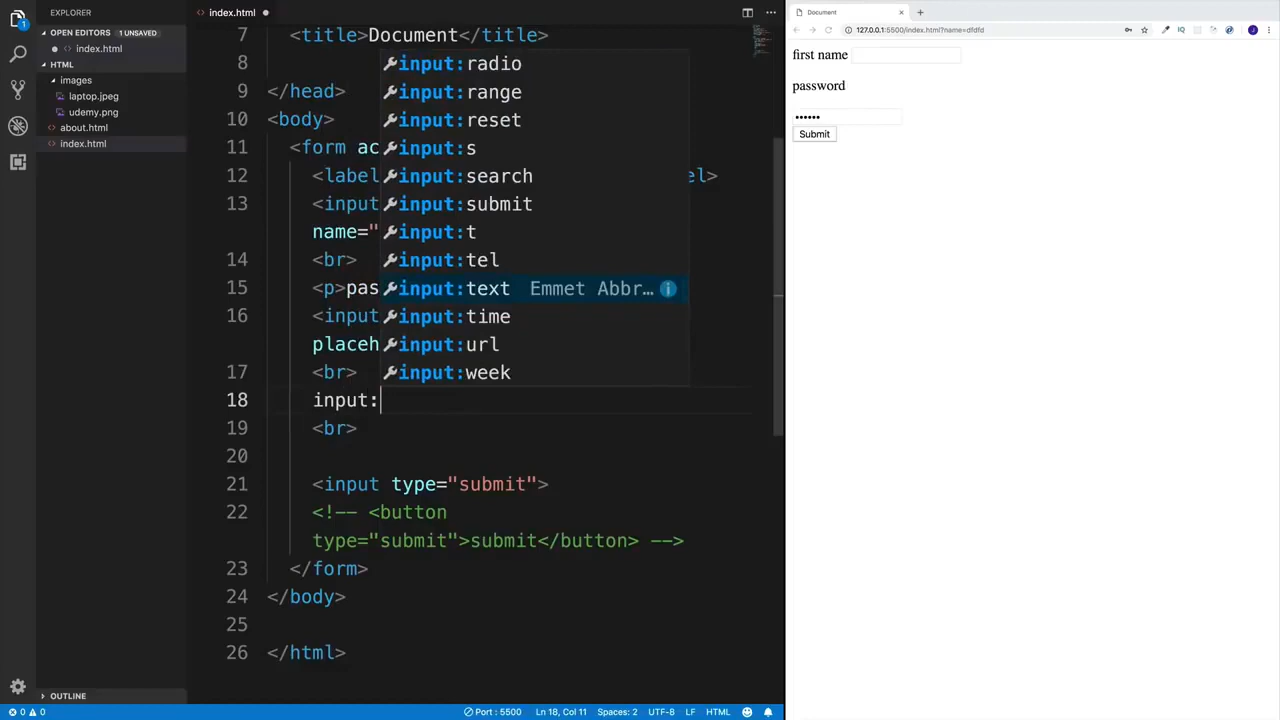 EXPLORER
OPEN EDITORS 1 UNSAVED
index.html
HTML
images
laptop.jpeg
udemy.png
about.html
index.html
OUTLINE
index.html
7 <title>Document</title>
8
9 </head>
10 <body>
11 <form ac
12 <label el>
13 <input
name="
14 <br>
15 <p>pas
16 <input
placeh
17 <br>
18 input:
19 <br>
20
21 <input type="submit">
22 <!-- <button
type="submit">submit</button> -->
23 </form>
24 </body>
25
26 </html>
input:radio
input:range
input:reset
input:s
input:search
input:submit
input:t
input:tel
input:text Emmet Abbr…
input:time
input:url
input:week
0 0 Port : 5500 Ln 18, Col 11 Spaces: 2 UTF-8 LF HTML
Document
127.0.0.1:5500/index.html?name=dfdfd
first name
password
••••••
Submit